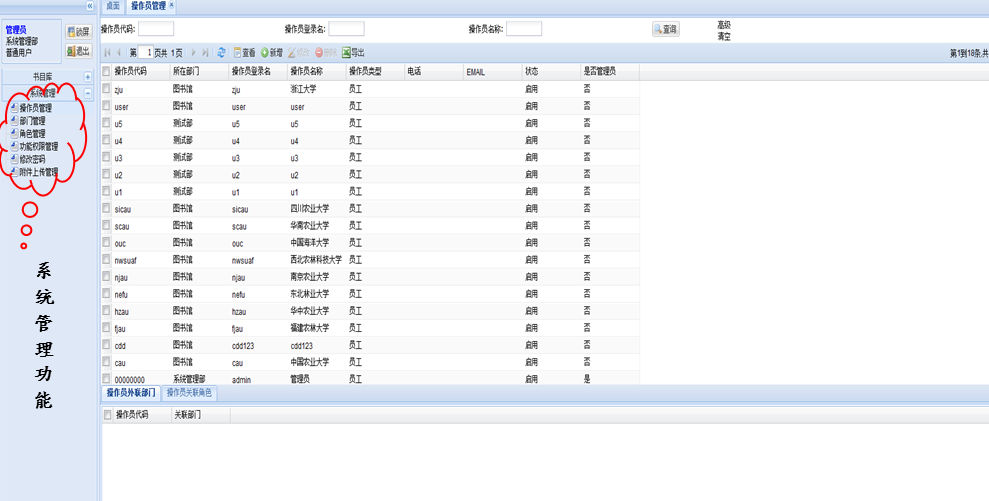 桌面 操作员管理
管理员
系统管理部
普通用户
锁屏
退出
书目库
系统管理
操作员管理
部门管理
角色管理
功能权限管理
修改密码
附件上传管理
系统管理功能
操作员代码: 操作员登录名: 操作员名称: 查询 高级
清空
第 1 页共 1页 查看 新增 修改 删除 导出 第1到18条,共
操作员代码 所在部门 操作员登录名 操作员名称 操作员类型 电话 EMAIL 状态 是否管理员
zju 图书馆 zju 浙江大学 员工 启用 否
user 图书馆 user user 员工 启用 否
u5 测试部 u5 u5 员工 启用 否
u4 测试部 u4 u4 员工 启用 否
u3 测试部 u3 u3 员工 启用 否
u2 测试部 u2 u2 员工 启用 否
u1 测试部 u1 u1 员工 启用 否
sicau 图书馆 sicau 四川农业大学 员工 启用 否
scau 图书馆 scau 华南农业大学 员工 启用 否
ouc 图书馆 ouc 中国海洋大学 员工 启用 否
nwsuaf 图书馆 nwsuaf 西北农林科技大学 员工 启用 否
njau 图书馆 njau 南京农业大学 员工 启用 否
nefu 图书馆 nefu 东北林业大学 员工 启用 否
hzau 图书馆 hzau 华中农业大学 员工 启用 否
fjau 图书馆 fjau 福建农林大学 员工 启用 否
cdd 图书馆 cdd123 cdd123 员工 启用 否
cau 图书馆 cau 中国农业大学 员工 启用 否
00000000 系统管理部 admin 管理员 员工 启用 是
操作员外联部门 操作员关联角色
操作员代码 关联部门